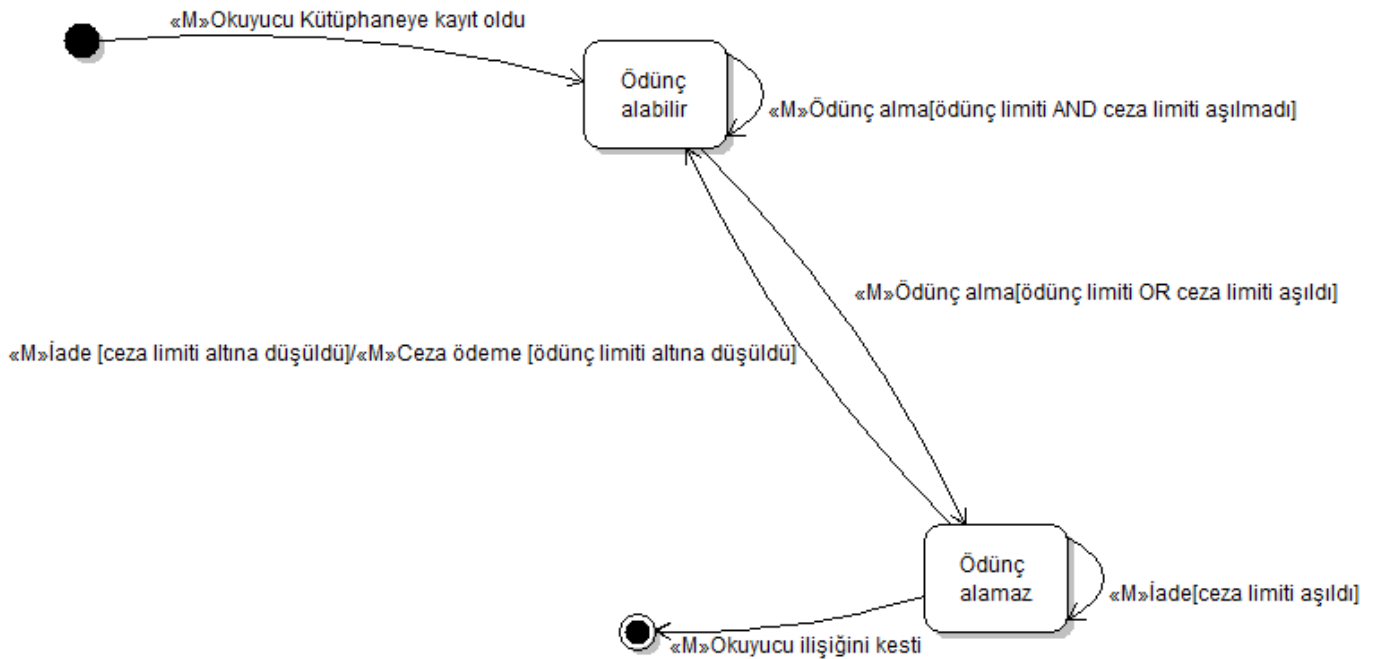 «M»Okuyucu Kütüphaneye kayıt oldu
Ödünç
alabilir
«M»Ödünç alma[ödünç limiti AND ceza limiti aşılmadı]
«M»Ödünç alma[ödünç limiti OR ceza limiti aşıldı]
«M»İade [ceza limiti altına düşüldü]/«M»Ceza ödeme [ödünç limiti altına düşüldü]
Ödünç
alamaz
«M»İade[ceza limiti aşıldı]
«M»Okuyucu ilişiğini kesti